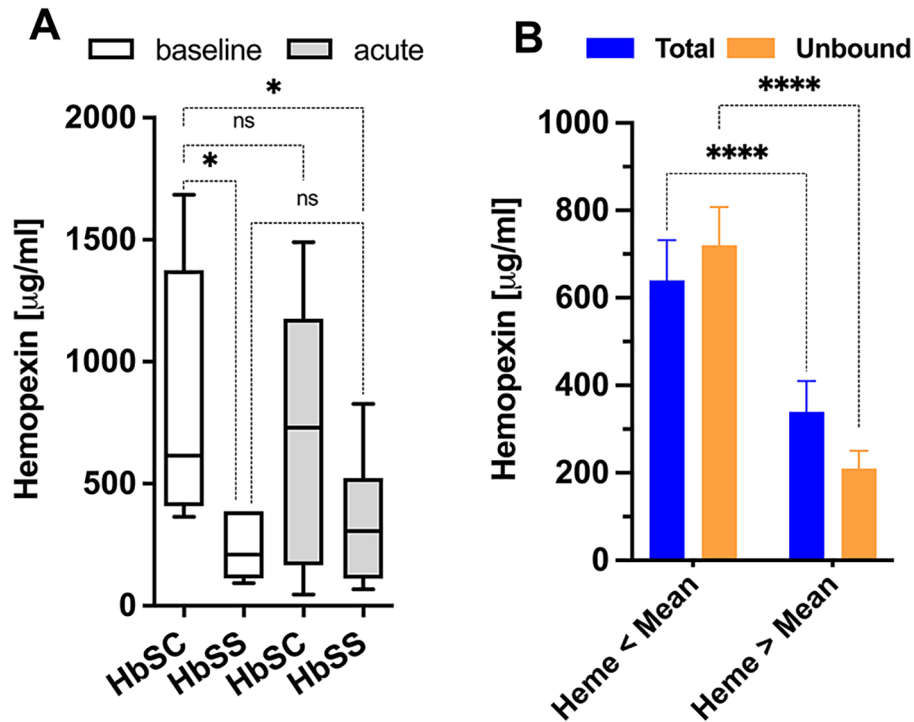 A
baseline acute
*
ns
*
ns
2000
1500
1000
500
0
Hemopexin [µg/ml]
HbSC HbSS HbSC HbSS
B
Total Unbound
****
****
1000
800
600
400
200
0
Hemopexin [µg/ml]
Heme < Mean
Heme > Mean